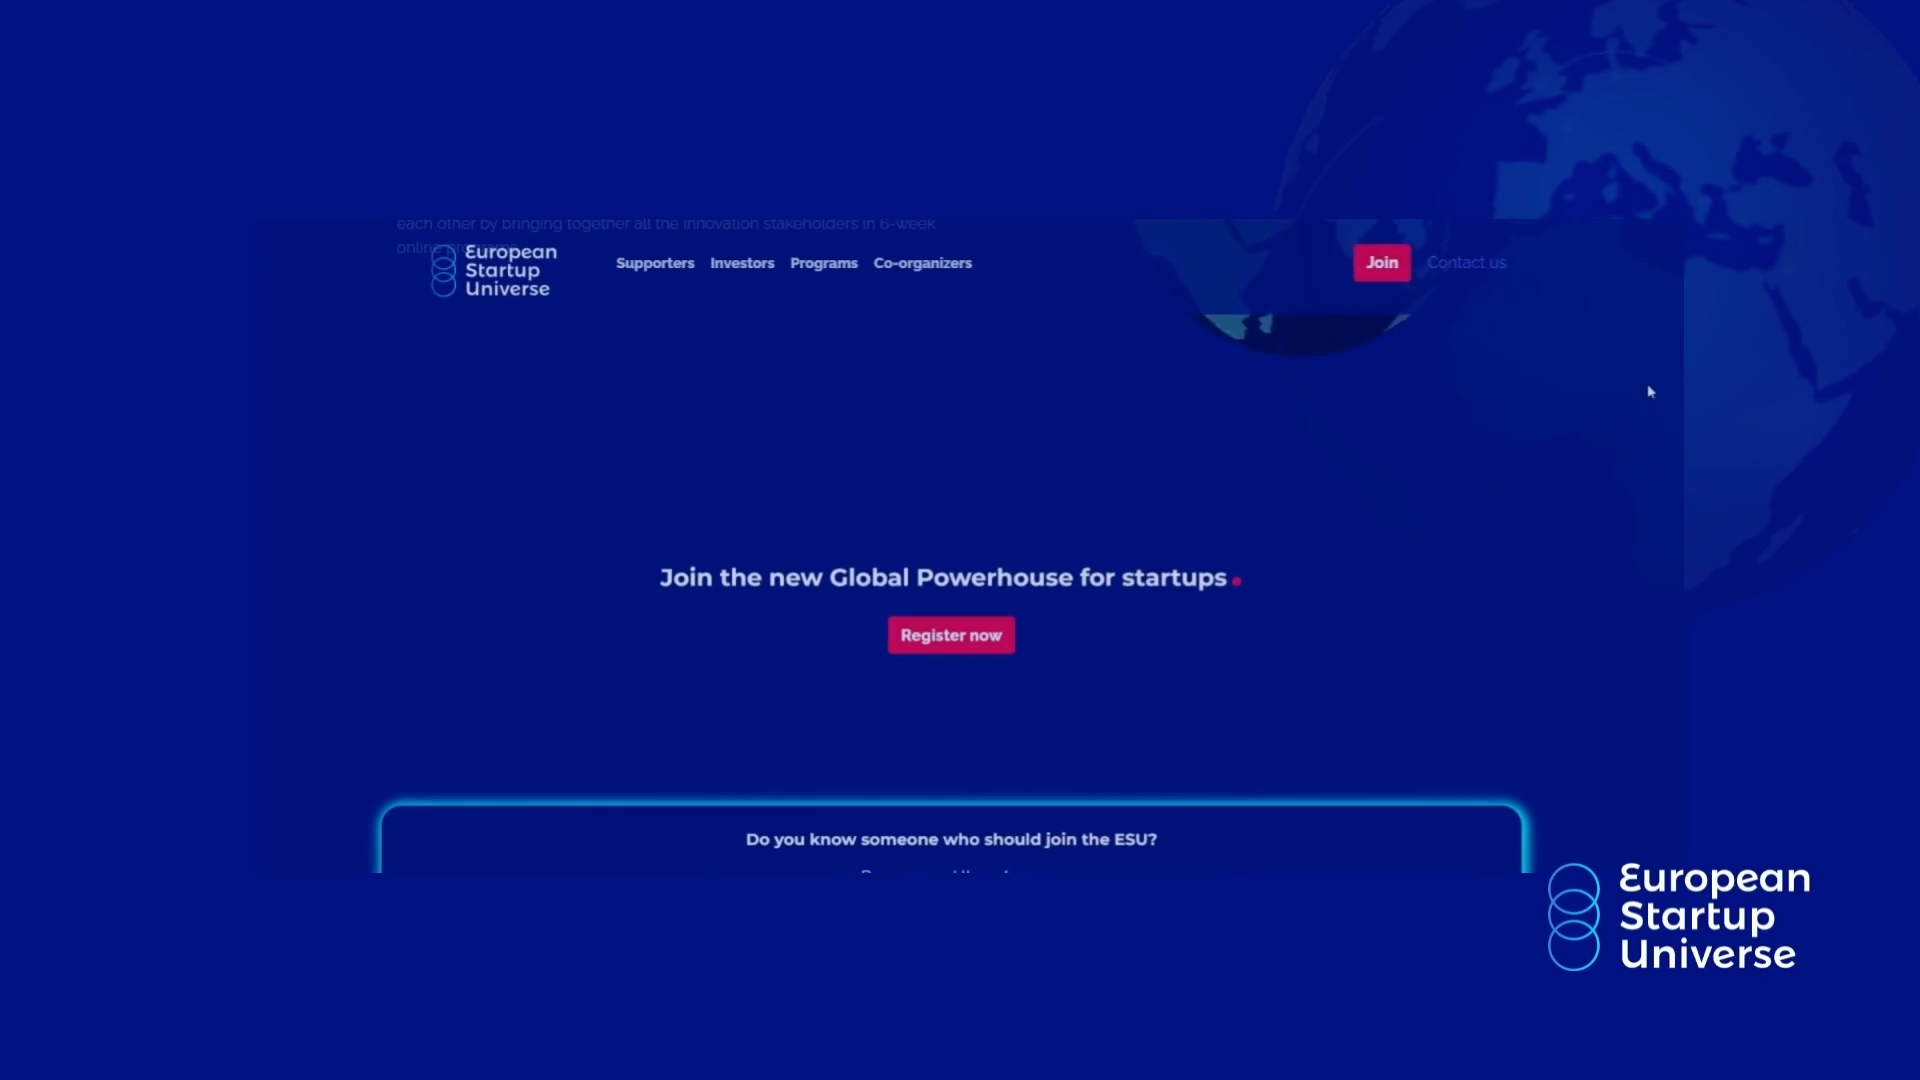 each other by bringing together all the innovation stakeholders in 6-week
online programs
European
Startup
Universe
Supporters Investors Programs Co-organizers
Join Contact us
Join the new Global Powerhouse for startups.
Register now
Do you know someone who should join the ESU?
European
Startup
Universe